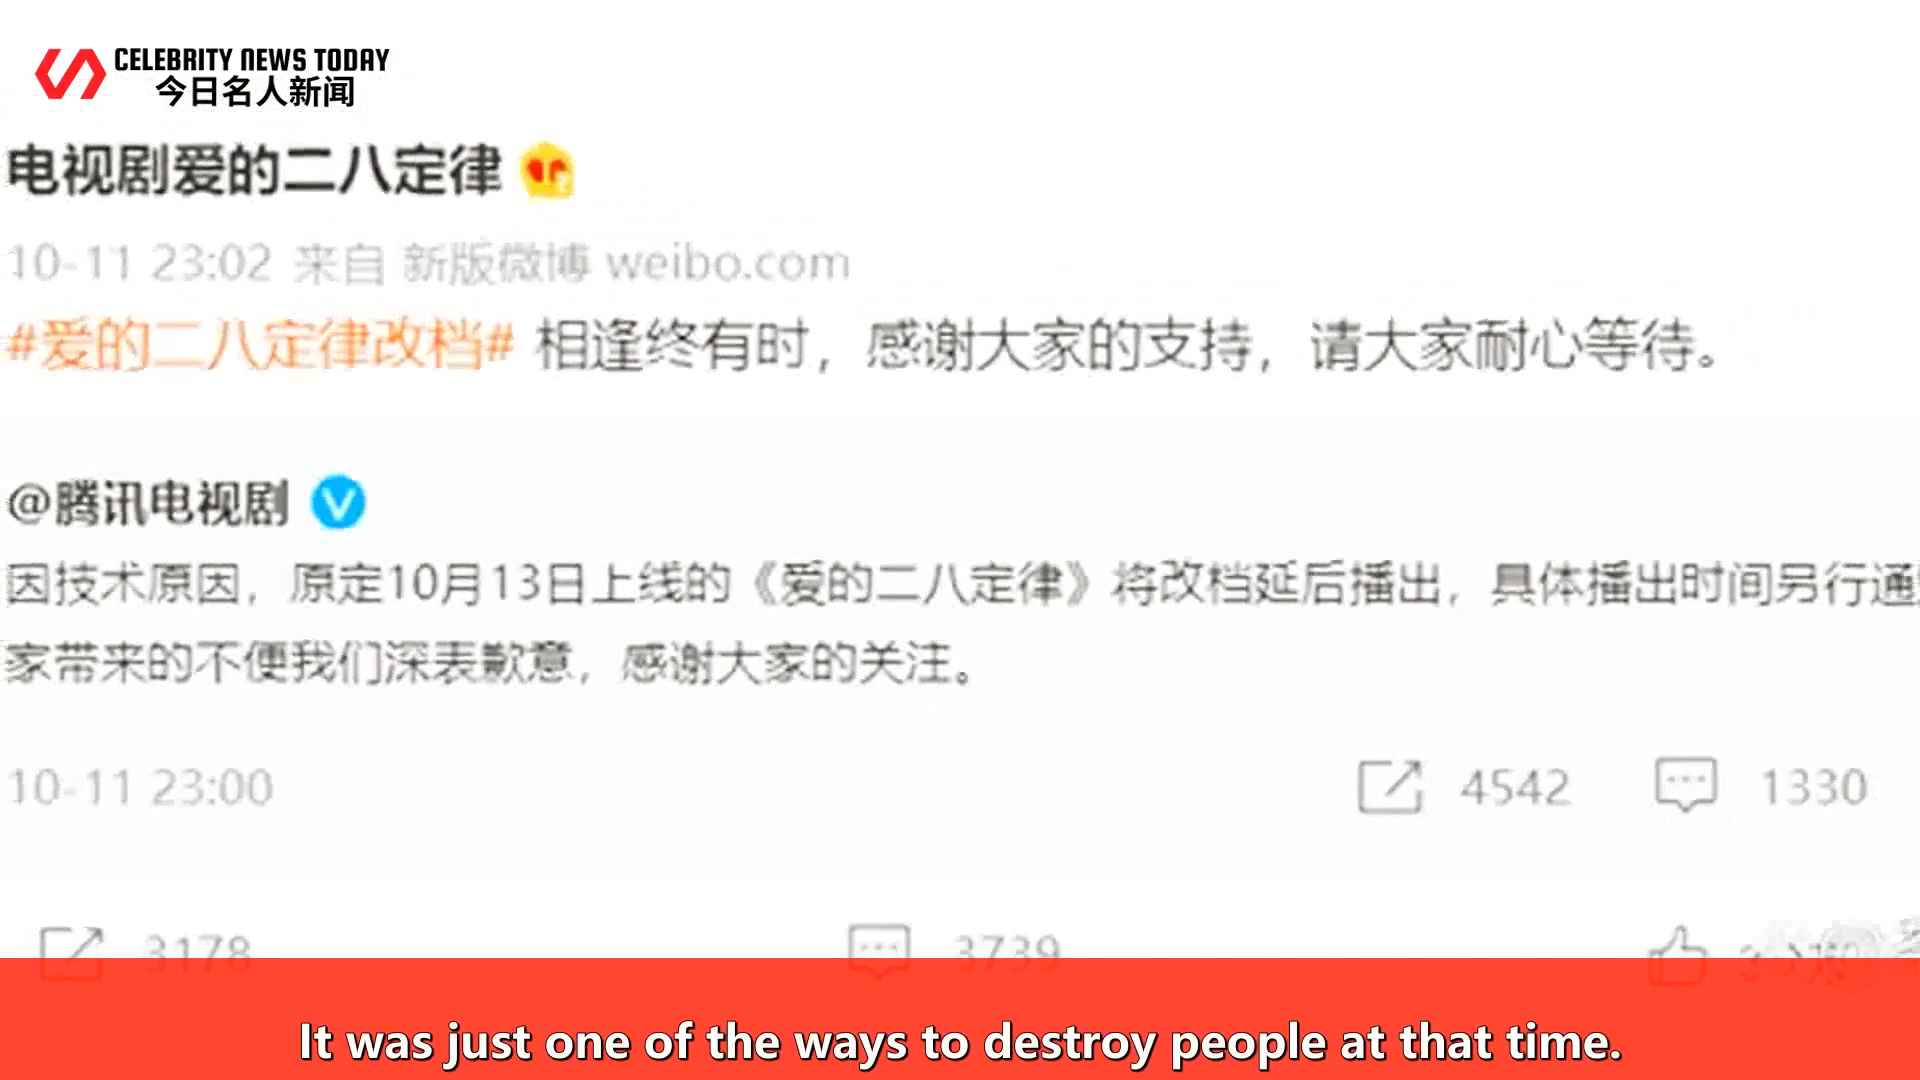 CELEBRITY NEWS TODAY
今日名人新闻
电视剧爱的二八定律
10-11 23:02 来自 新版微博 weibo.com
#爱的二八定律改档# 相逢终有时，感谢大家的支持，请大家耐心等待。
@腾讯电视剧
因技术原因，原定10月13日上线的《爱的二八定律》将改档延后播出，具体播出时间另行通
家带来的不便我们深表歉意，感谢大家的关注。
10-11 23:00 4542 1330
3178 3739
It was just one of the ways to destroy people at that time.